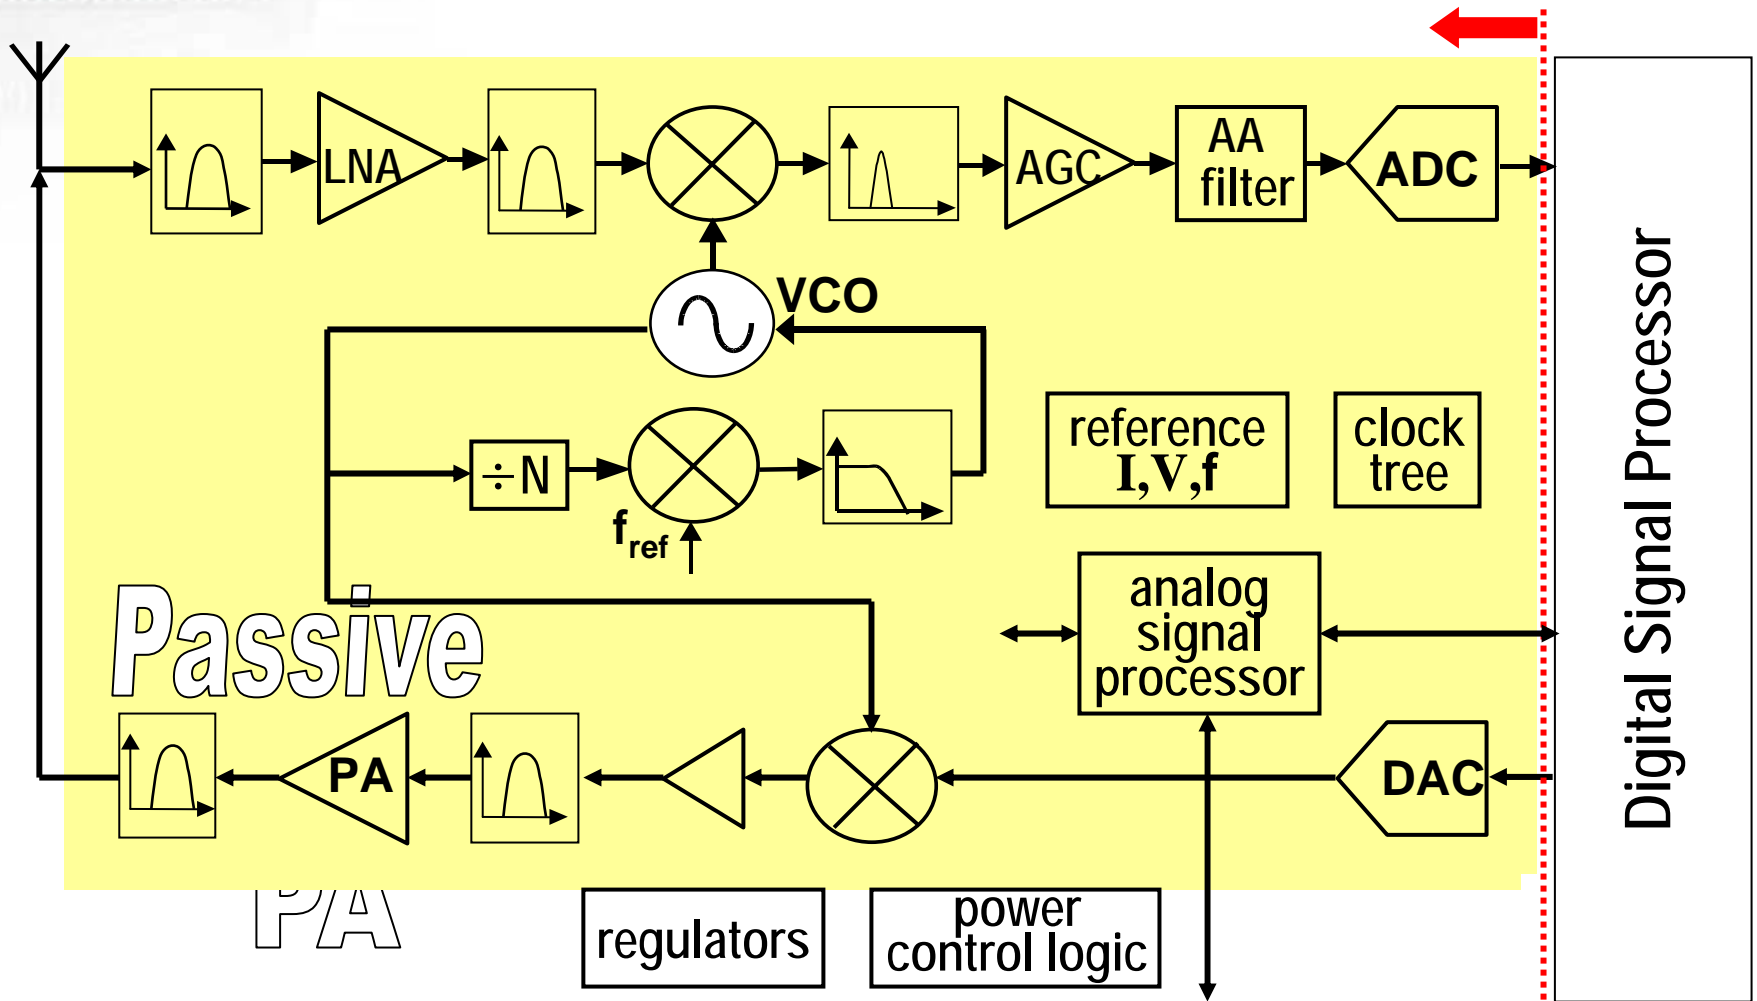 LNA
AGC
AA
filter
ADC
VCO
÷N
f_ref
reference
I,V,f
clock
tree
analog
signal
processor
Passive
PA
DAC
PA
regulators
power
control logic
Digital Signal Processor